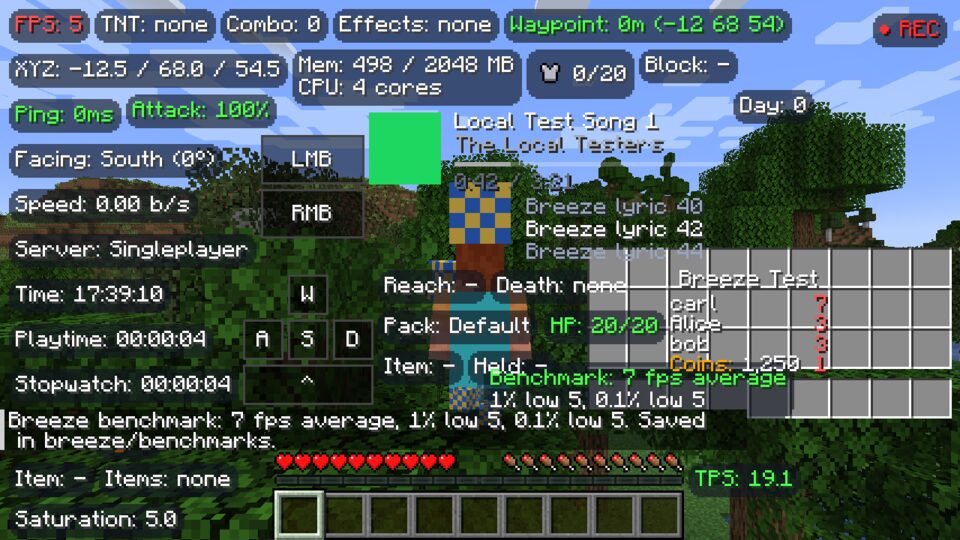 FPS: 5 TNT: none Combo: 0 Effects: none Waypoint: 0m (-12 68 54) REC
XYZ: -12.5 / 68.0 / 54.5 Mem: 498 / 2048 MB 0/20 Block: -
CPU: 4 cores
Ping: 0ms Attack: 100% Day: 0
Local Test Song 1
The Local Testers
Facing: South (0°) LMB
0:42 / 3:21
Speed: 0.00 b/s RMB Breeze lyric 40
Breeze lyric 42
Server: Singleplayer Breeze lyric 44
Breeze Test
Reach: - Death: none
Time: 17:39:10 W carl 7
Pack: Default HP: 20/20 Alice 3
Playtime: 00:00:04 A S D bob 3
Item: - Held: - Coins: 1,250 1
Stopwatch: 00:00:04 ^ Benchmark: 7 fps average
1% low 5, 0.1% low 5
Breeze benchmark: 7 fps average, 1% low 5, 0.1% low 5. Saved
in breeze/benchmarks.
Item: - Items: none TPS: 19.1
Saturation: 5.0